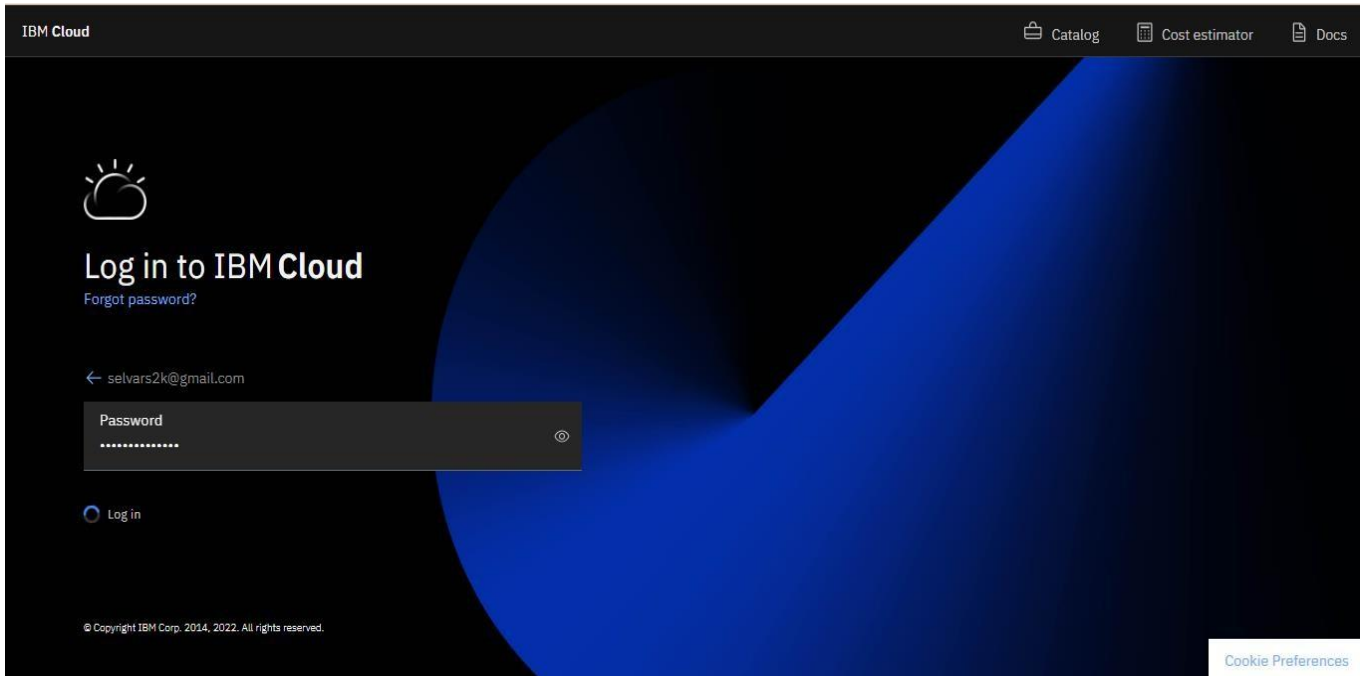 IBM Cloud
Catalog
Cost estimator
Docs
Log in to IBM Cloud
Forgot password?
← selvars2k@gmail.com
Password
••••••••••••••
Log in
© Copyright IBM Corp. 2014, 2022. All rights reserved.
Cookie Preferences